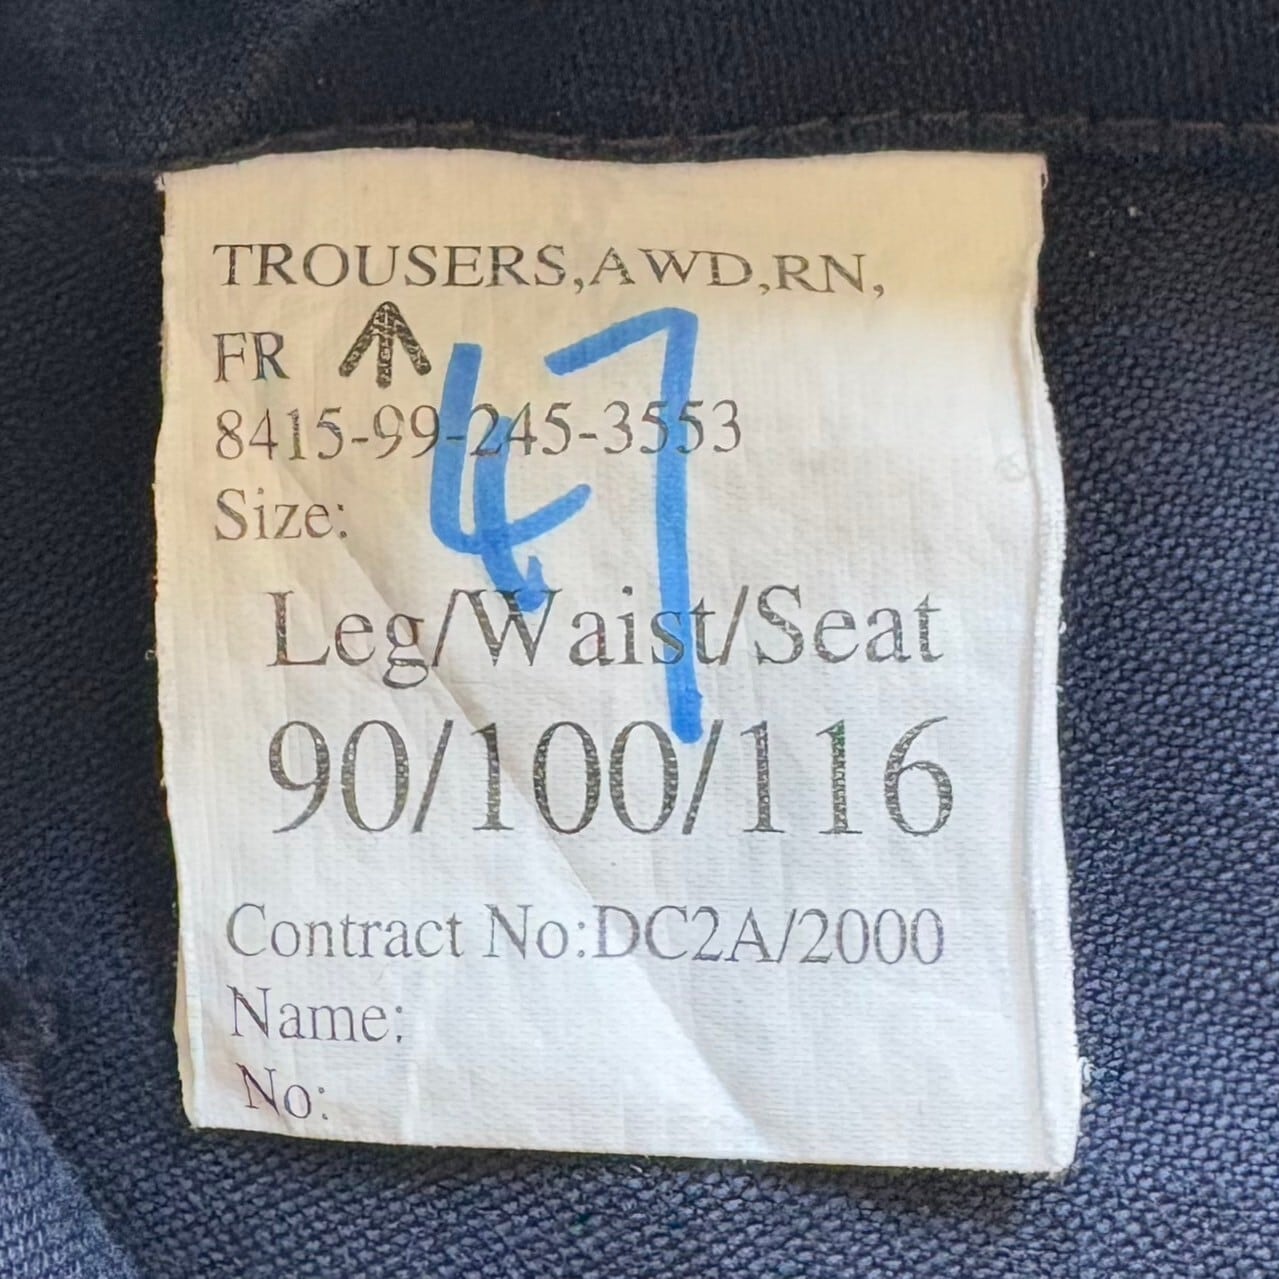 TROUSERS,AWD,RN,
FR
47
8415-99-245-3553
Size:
Leg/Waist/Seat
90/100/116
Contract No:DC2A/2000
Name:
No: